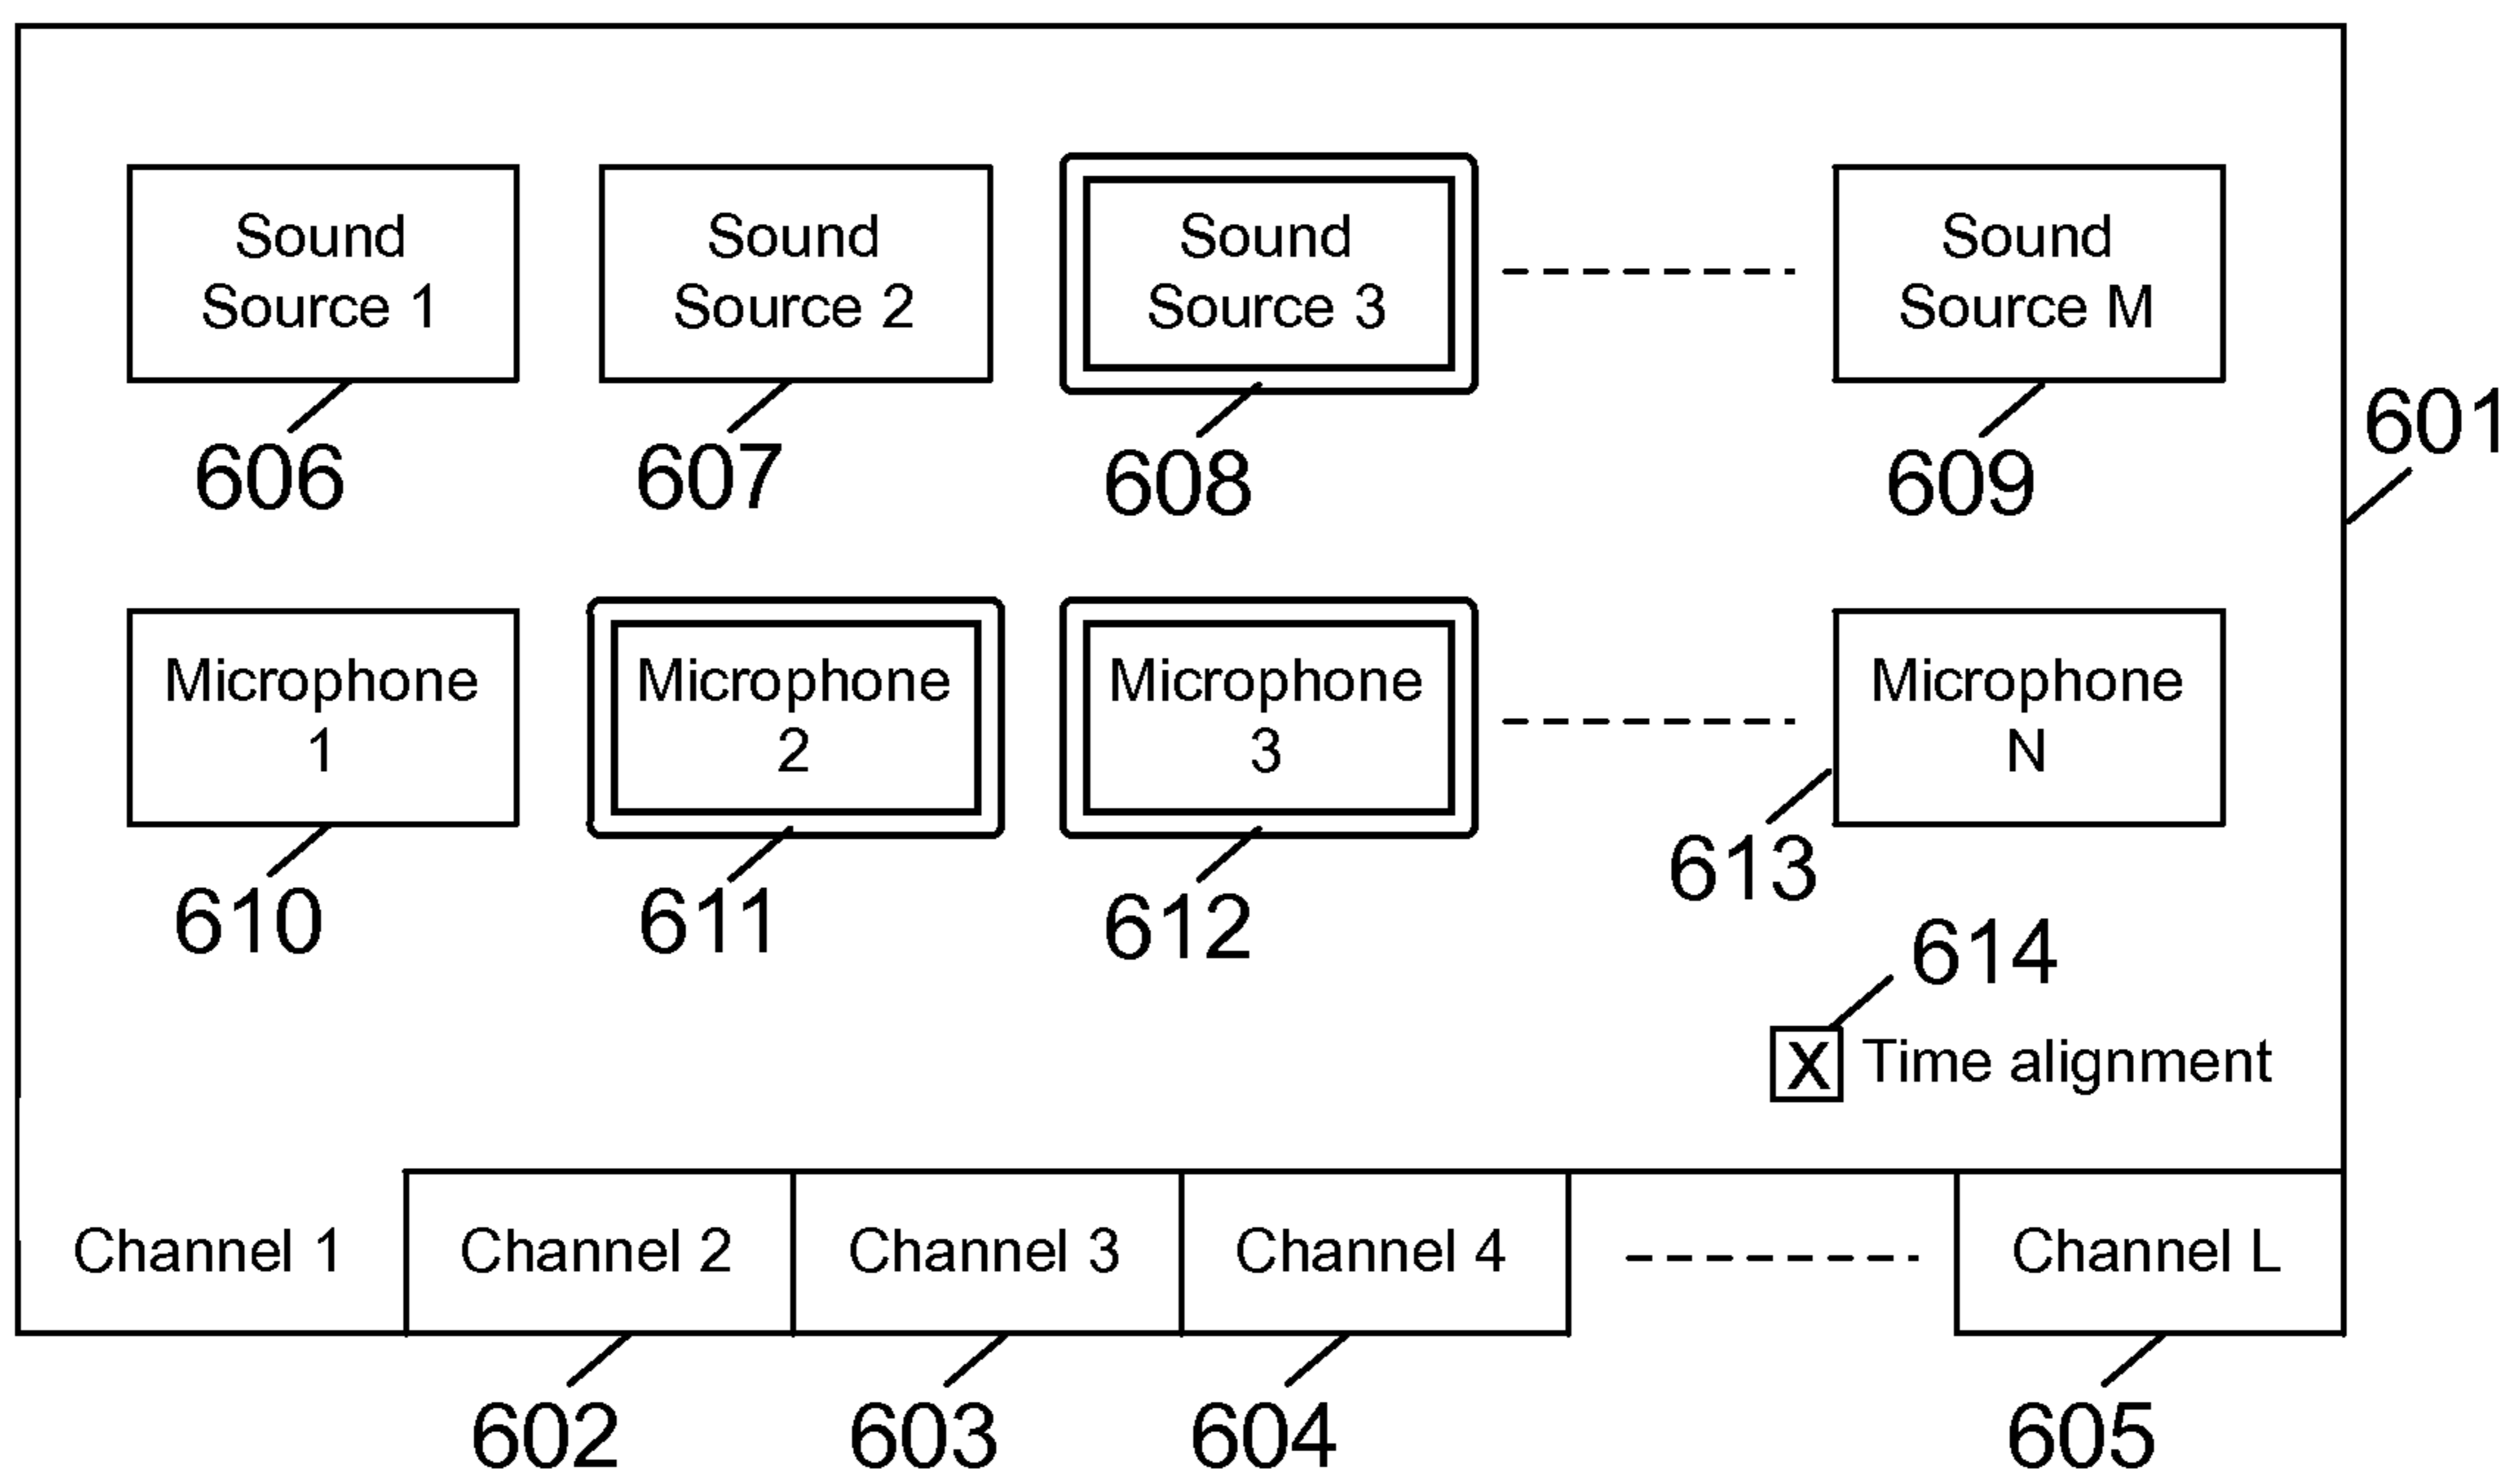 Sound Source 1
Sound Source 2
Sound Source 3
Sound Source M
606
607
608
609
601
Microphone 1
Microphone 2
Microphone 3
Microphone N
610
611
612
613
614
X Time alignment
Channel 1
Channel 2
Channel 3
Channel 4
Channel L
602
603
604
605